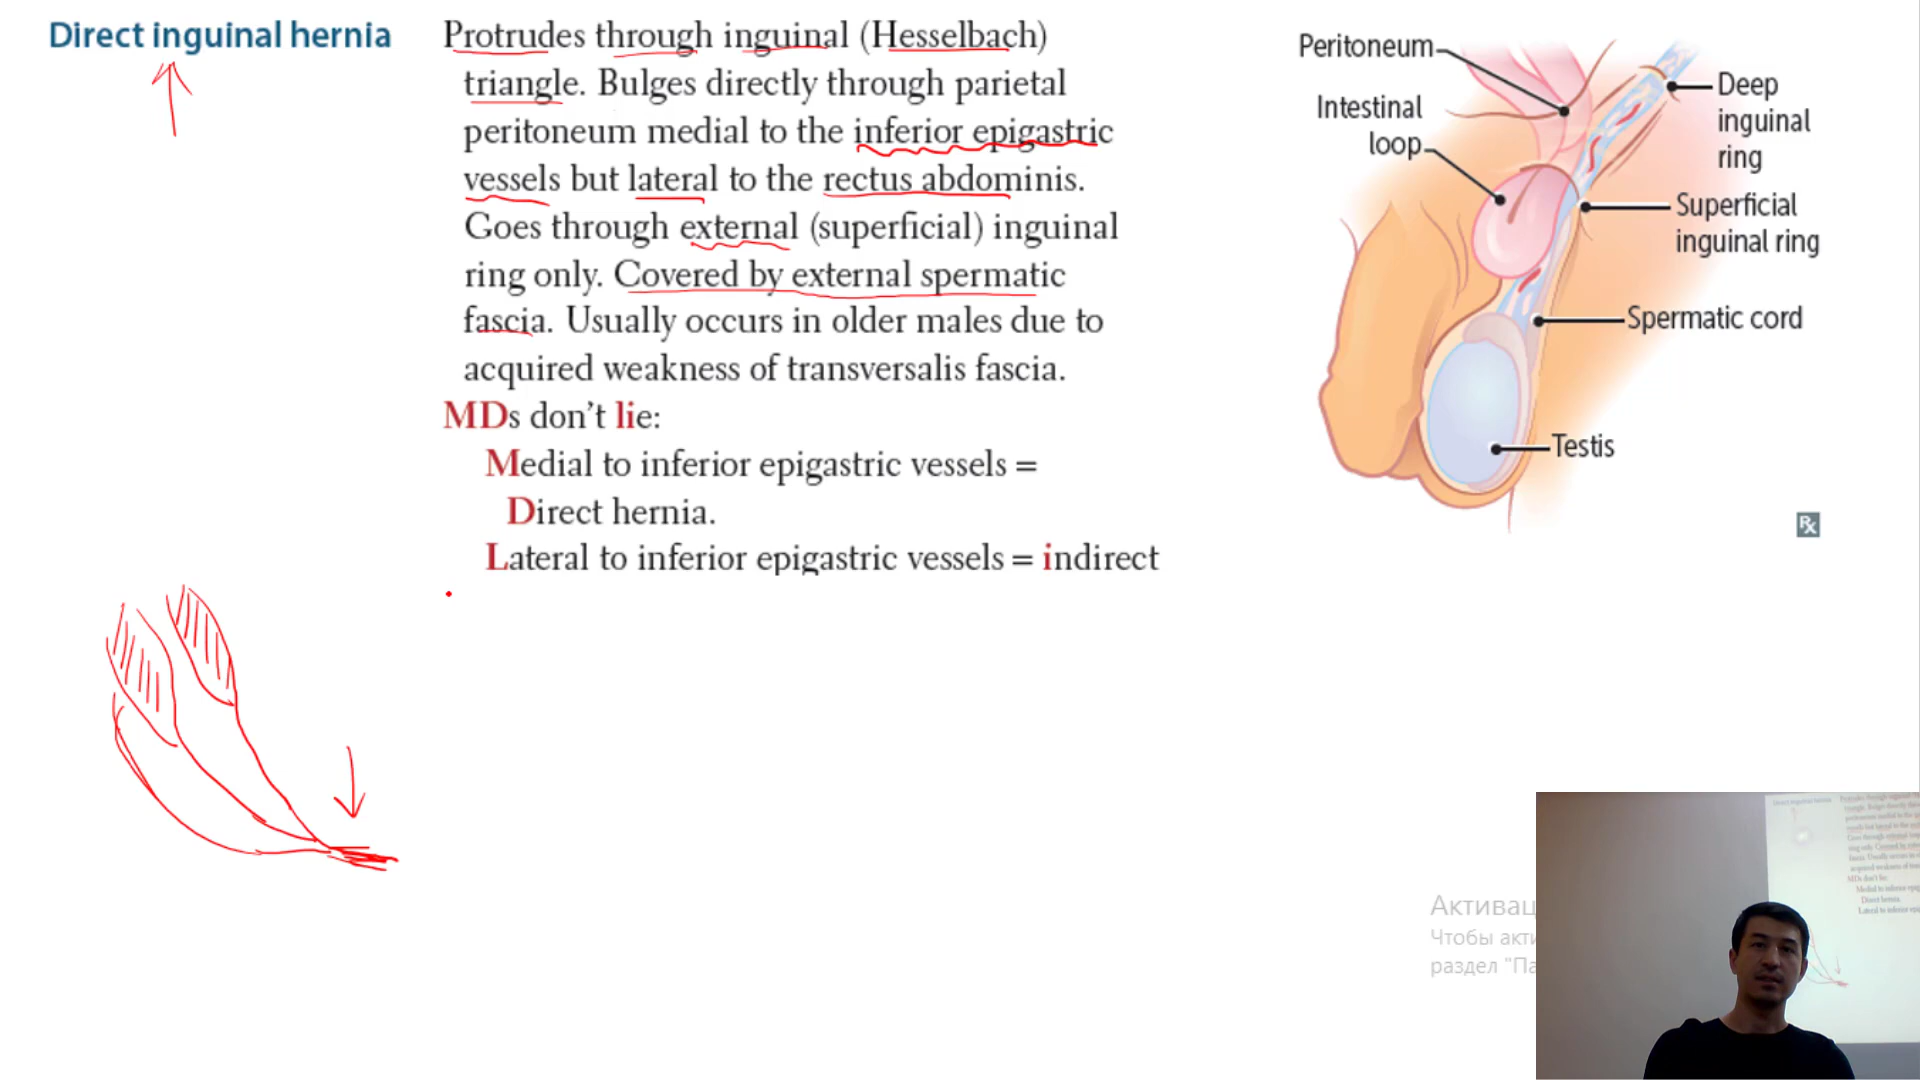 Direct inguinal hernia
Protrudes through inguinal (Hesselbach)
triangle. Bulges directly through parietal
peritoneum medial to the inferior epigastric
vessels but lateral to the rectus abdominis.
Goes through external (superficial) inguinal
ring only. Covered by external spermatic
fascia. Usually occurs in older males due to
acquired weakness of transversalis fascia.
MDs don't lie:
Medial to inferior epigastric vessels =
Direct hernia.
Lateral to inferior epigastric vessels = indirect
Peritoneum
Intestinal
loop
Deep
inguinal
ring
Superficial
inguinal ring
Spermatic cord
Testis
Rx
Активац
Чтобы акти
раздел "Па